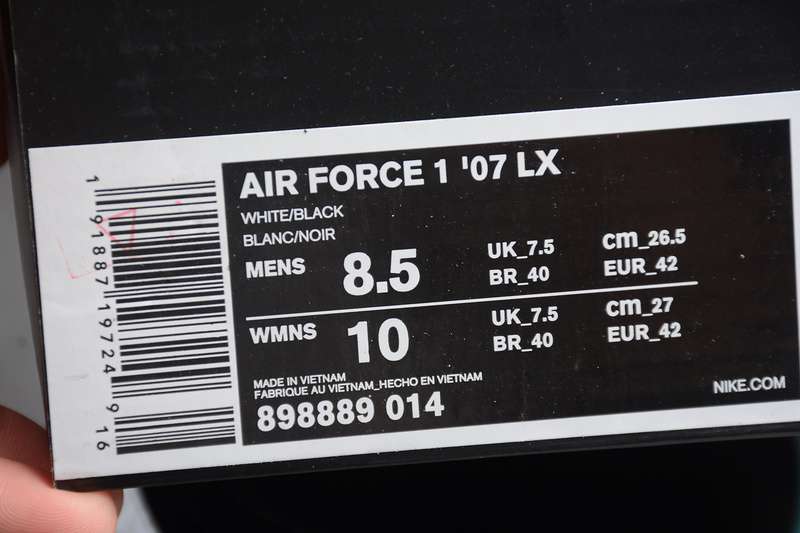 AIR FORCE 1 '07 LX
WHITE/BLACK
BLANC/NOIR
MENS 8.5 UK_7.5 cm_26.5
BR_40 EUR_42
WMNS 10 UK_7.5 cm_27
BR_40 EUR_42
MADE IN VIETNAM
FABRIQUE AU VIETNAM_HECHO EN VIETNAM
898889 014
NIKE.COM
1 91887 19724 9 16